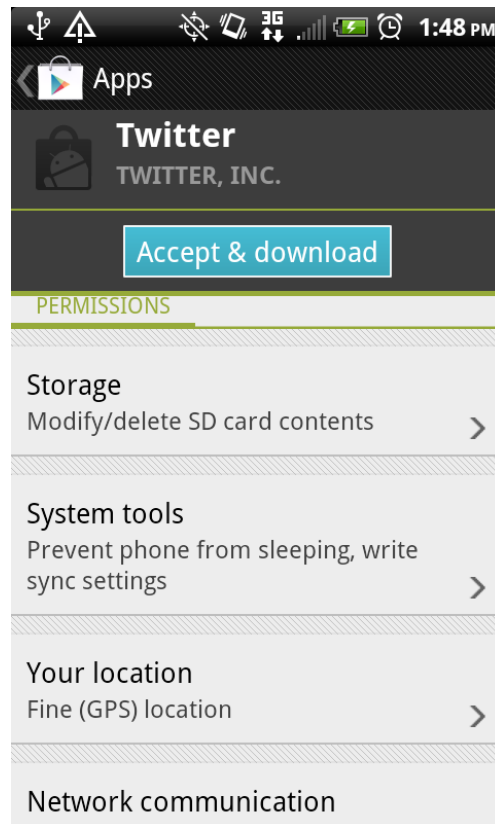 3G 1:48 PM
Apps
Twitter
TWITTER, INC.
Accept & download
PERMISSIONS
Storage
Modify/delete SD card contents
System tools
Prevent phone from sleeping, write
sync settings
Your location
Fine (GPS) location
Network communication